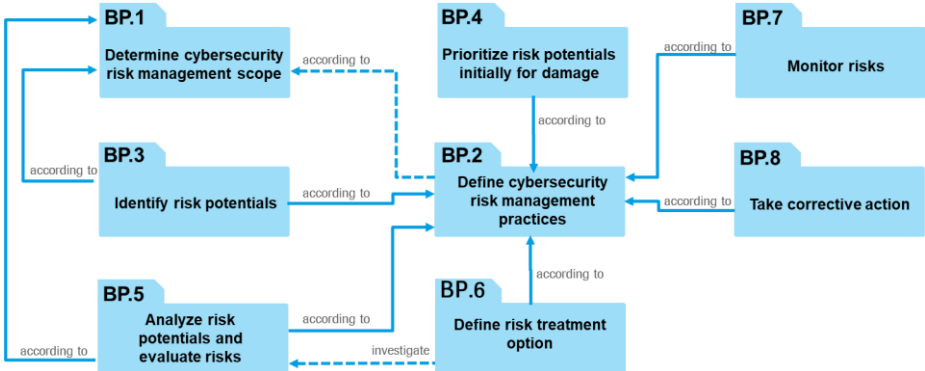 BP.1
Determine cybersecurity
risk management scope
according to
BP.4
Prioritize risk potentials
initially for damage
according to
BP.7
Monitor risks
according to
BP.3
Identify risk potentials
according to
according to
BP.2
Define cybersecurity
risk management
practices
BP.8
Take corrective action
according to
BP.5
Analyze risk
potentials and
evaluate risks
according to
according to
BP.6
Define risk treatment
option
according to
investigate